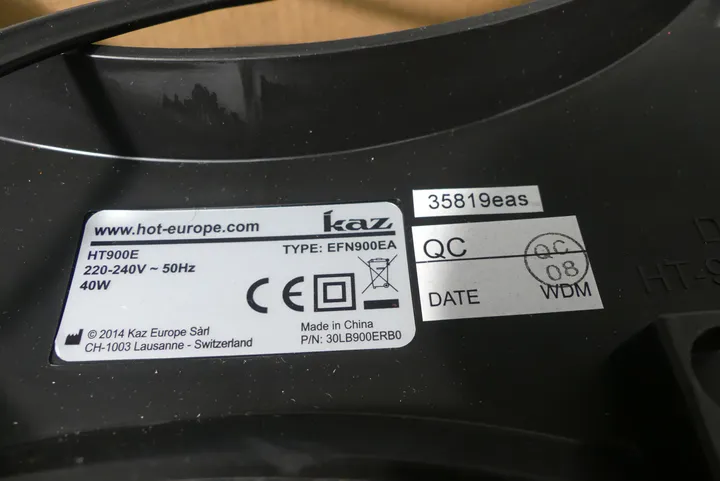 www.hot-europe.com
kaz
HT900E
TYPE: EFN900EA
220-240V ~ 50Hz
40W
CE
Made in China
© 2014 Kaz Europe Sàrl
CH-1003 Lausanne - Switzerland
P/N: 30LB900ERB0
35819eas
QC
QC
08
DATE
WDM